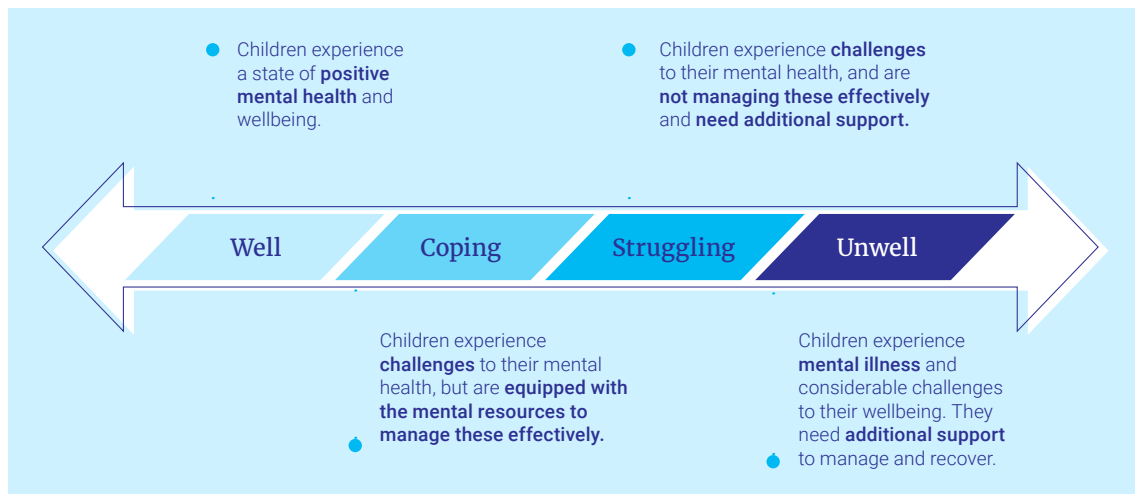 Children experience
a state of positive
mental health and
wellbeing.
Children experience challenges
to their mental health, and are
not managing these effectively
and need additional support.
Well
Coping
Struggling
Unwell
Children experience
challenges to their mental
health, but are equipped with
the mental resources to
manage these effectively.
Children experience
mental illness and
considerable challenges
to their wellbeing. They
need additional support
to manage and recover.